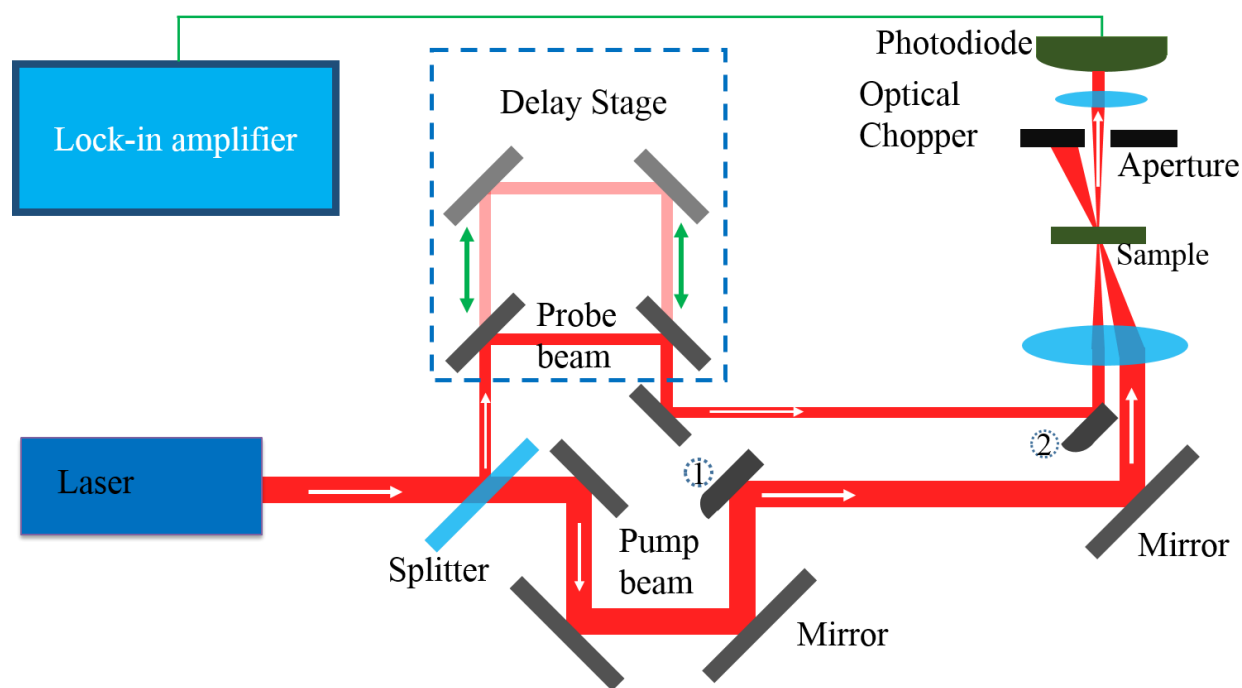 Photodiode
Delay Stage
Optical
Chopper
Lock-in amplifier
Aperture
Sample
Probe
beam
2
1
Laser
Pump
beam
Splitter
Mirror
Mirror